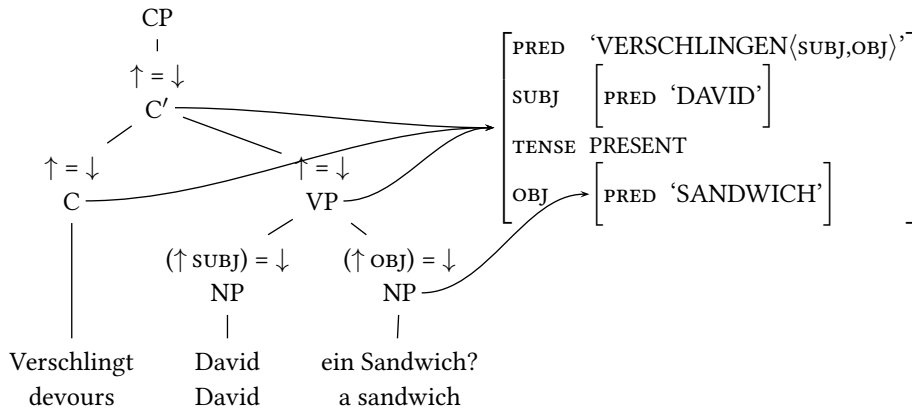 CP
↑ = ↓
C′
↑ = ↓ ↑ = ↓
C VP
(↑ SUBJ) = ↓ (↑ OBJ) = ↓
NP NP
Verschlingt David ein Sandwich?
devours David a sandwich
PRED ‘VERSCHLINGEN⟨SUBJ,OBJ⟩’
SUBJ [PRED ‘DAVID’]
TENSE PRESENT
OBJ [PRED ‘SANDWICH’]